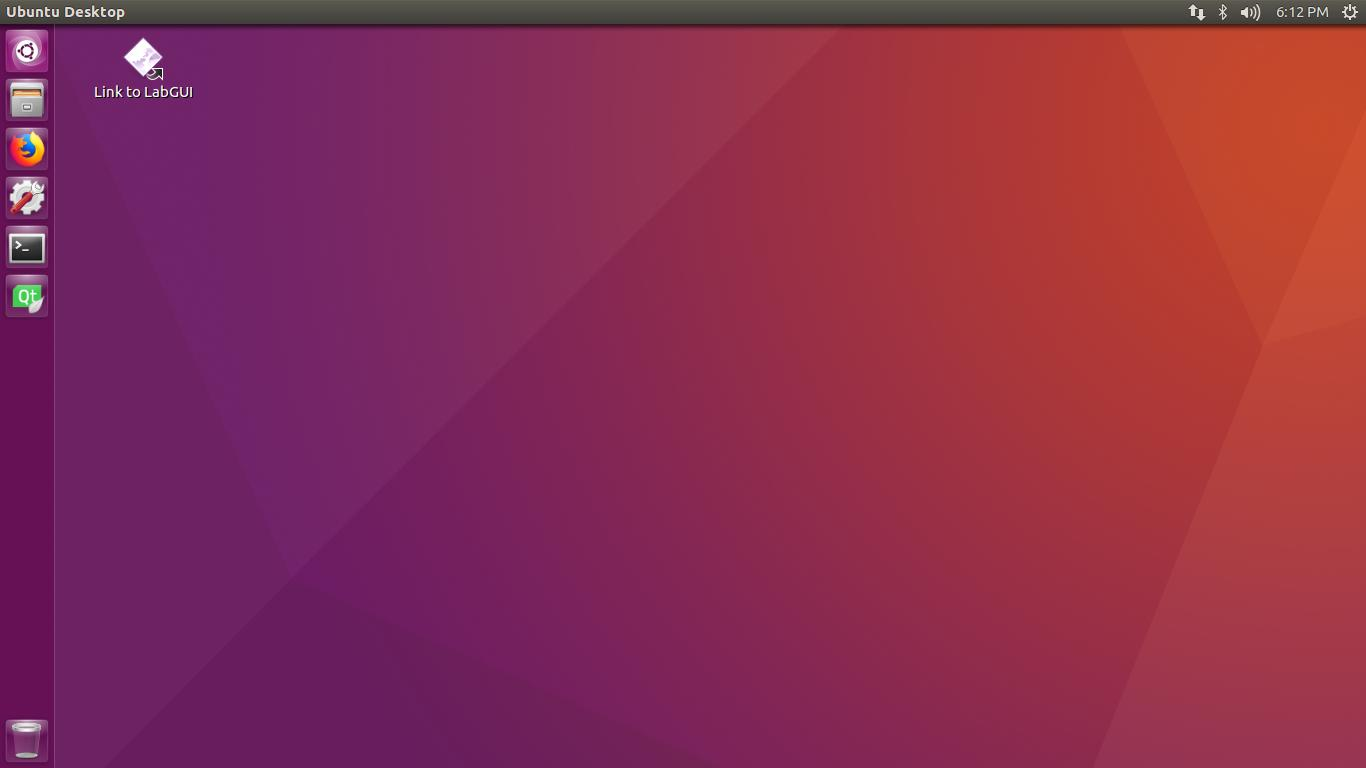 Ubuntu Desktop
6:12 PM
Link to LabGUI
>_
Qt